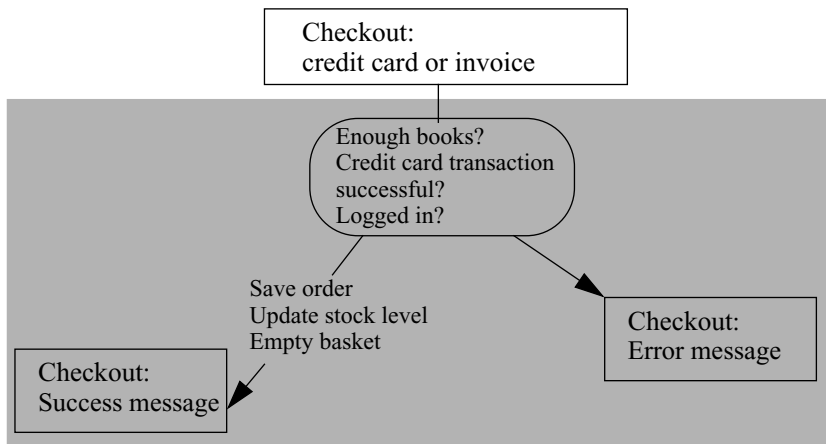 Checkout:
credit card or invoice
Enough books?
Credit card transaction
successful?
Logged in?
Save order
Update stock level
Empty basket
Checkout:
Error message
Checkout:
Success message